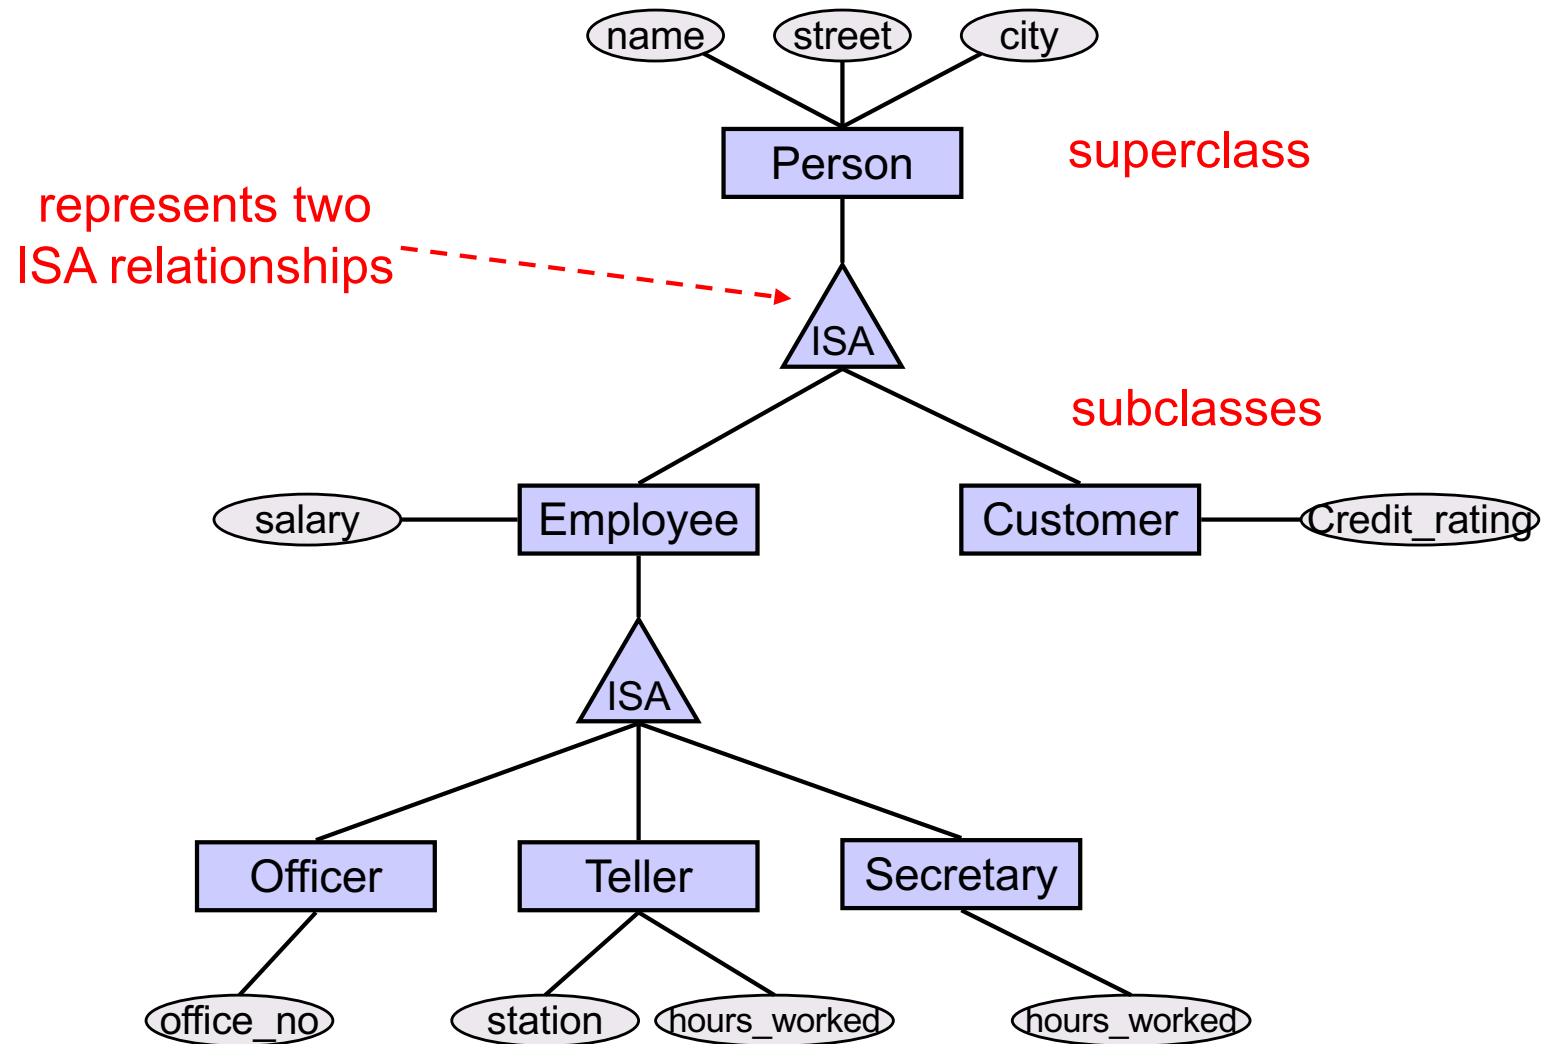 name
street
city
Person
superclass
represents two
ISA relationships
ISA
subclasses
salary
Employee
Customer
Credit_rating
ISA
Officer
Teller
Secretary
office_no
station
hours_worked
hours_worked